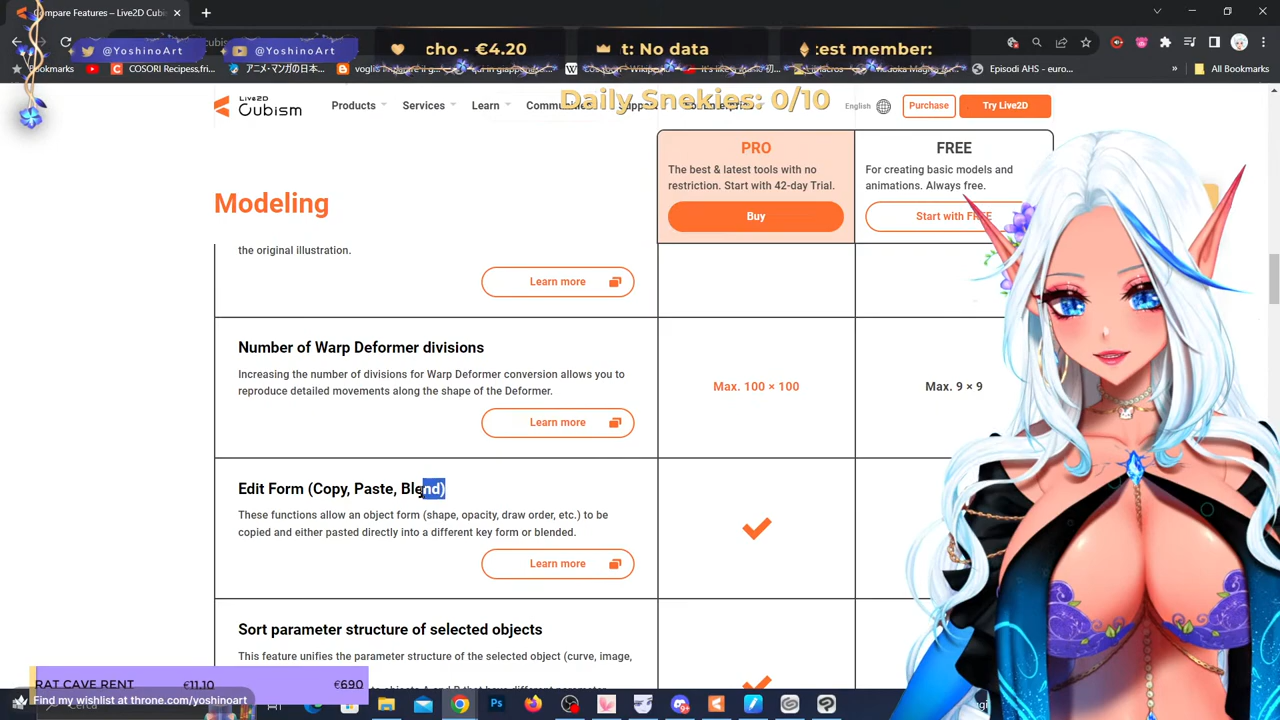 Compare Features – Live2D Cubis
@YoshinoArt
@YoshinoArt
cho - €4.20
t: No data
test member:
Bookmarks
COSORI Recipess,fri...
アニメ・マンガの日本...
Episodi AHS - course
All Bookmarks
Daily Snekies: 0/10
Live2D
Cubism
Products
Services
Learn
English
Purchase
Try Live2D
PRO
The best & latest tools with no
restriction. Start with 42-day Trial.
Buy
FREE
For creating basic models and
animations. Always free.
Start with FREE
Modeling
the original illustration.
Learn more
Number of Warp Deformer divisions
Increasing the number of divisions for Warp Deformer conversion allows you to
reproduce detailed movements along the shape of the Deformer.
Learn more
Max. 100 × 100
Max. 9 × 9
Edit Form (Copy, Paste, Blend)
These functions allow an object form (shape, opacity, draw order, etc.) to be
copied and either pasted directly into a different key form or blended.
Learn more
Sort parameter structure of selected objects
This feature unifies the parameter structure of the selected object (curve, image,
RAT CAVE RENT
€11,10
€690
Find my wishlist at throne.com/yoshinoart